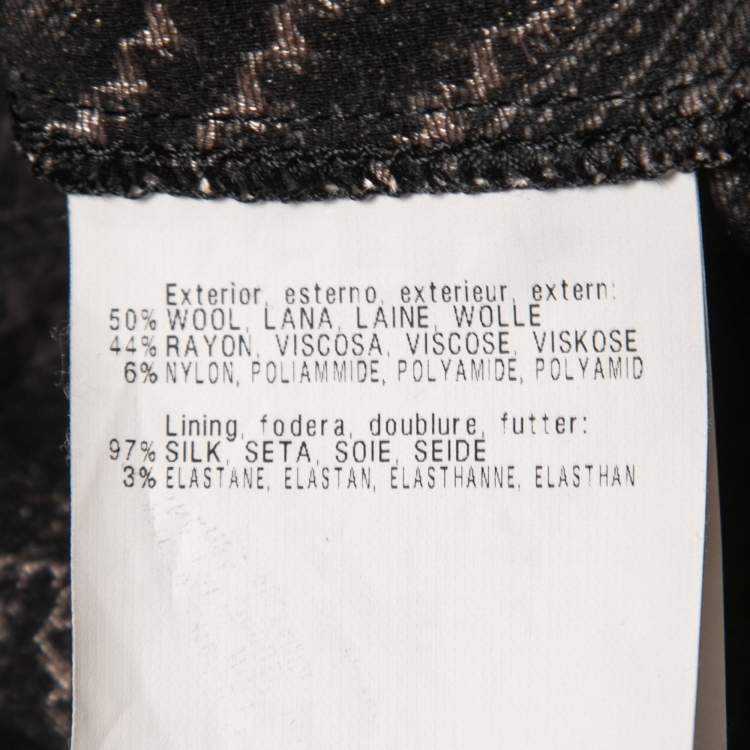 Exterior, esterno, exterieur, extern:
50% WOOL, LANA, LAINE, WOLLE
44% RAYON, VISCOSA, VISCOSE, VISKOSE
6% NYLON, POLIAMMIDE, POLYAMIDE, POLYAMID
Lining, fodera, doublure, futter:
97% SILK, SETA, SOIE, SEIDE
3% ELASTANE, ELASTAN, ELASTHANNE, ELASTHAN